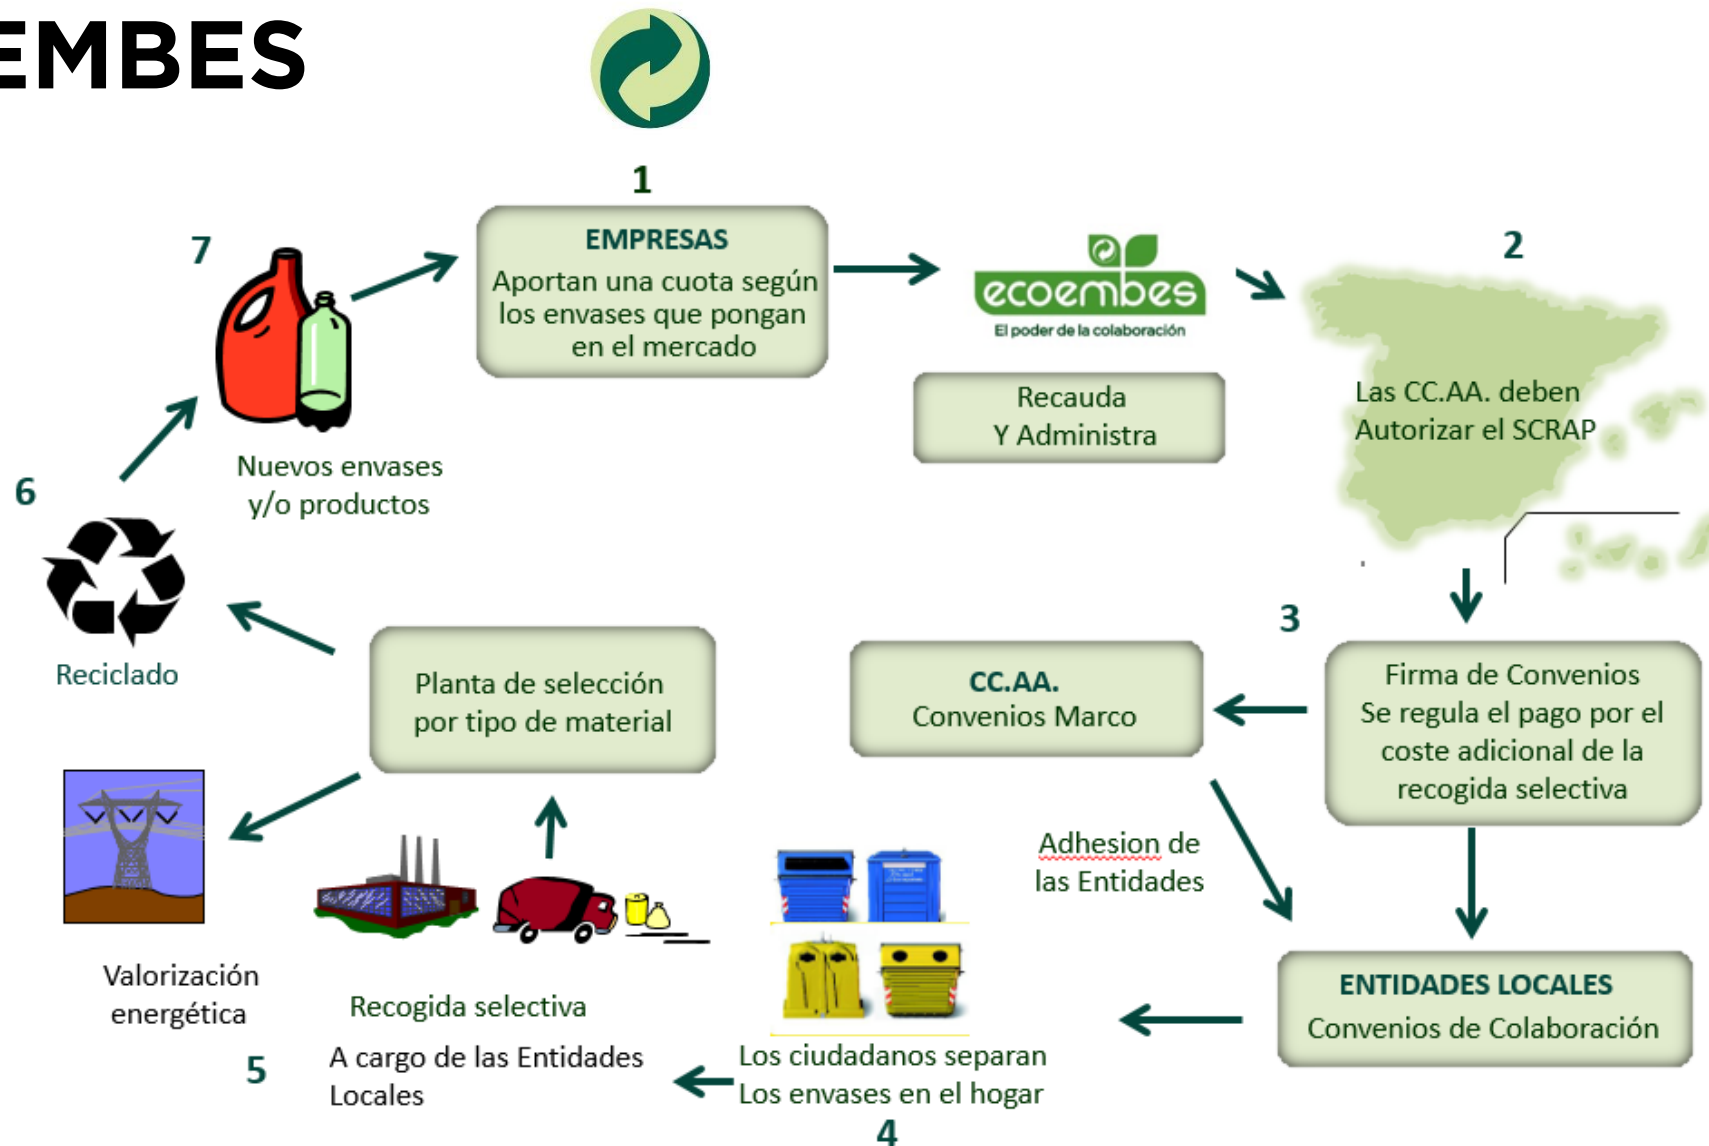 EMBES
1
EMPRESAS
Aportan una cuota según
los envases que pongan
en el mercado
ecoembes
El poder de la colaboración
Recauda
Y Administra
2
Las CC.AA. deben
Autorizar el SCRAP
3
Firma de Convenios
Se regula el pago por el
coste adicional de la
recogida selectiva
CC.AA.
Convenios Marco
Adhesion de
las Entidades
ENTIDADES LOCALES
Convenios de Colaboración
Los ciudadanos separan
Los envases en el hogar
4
5
Recogida selectiva
A cargo de las Entidades
Locales
Planta de selección
por tipo de material
Valorización
energética
6
Reciclado
7
Nuevos envases
y/o productos